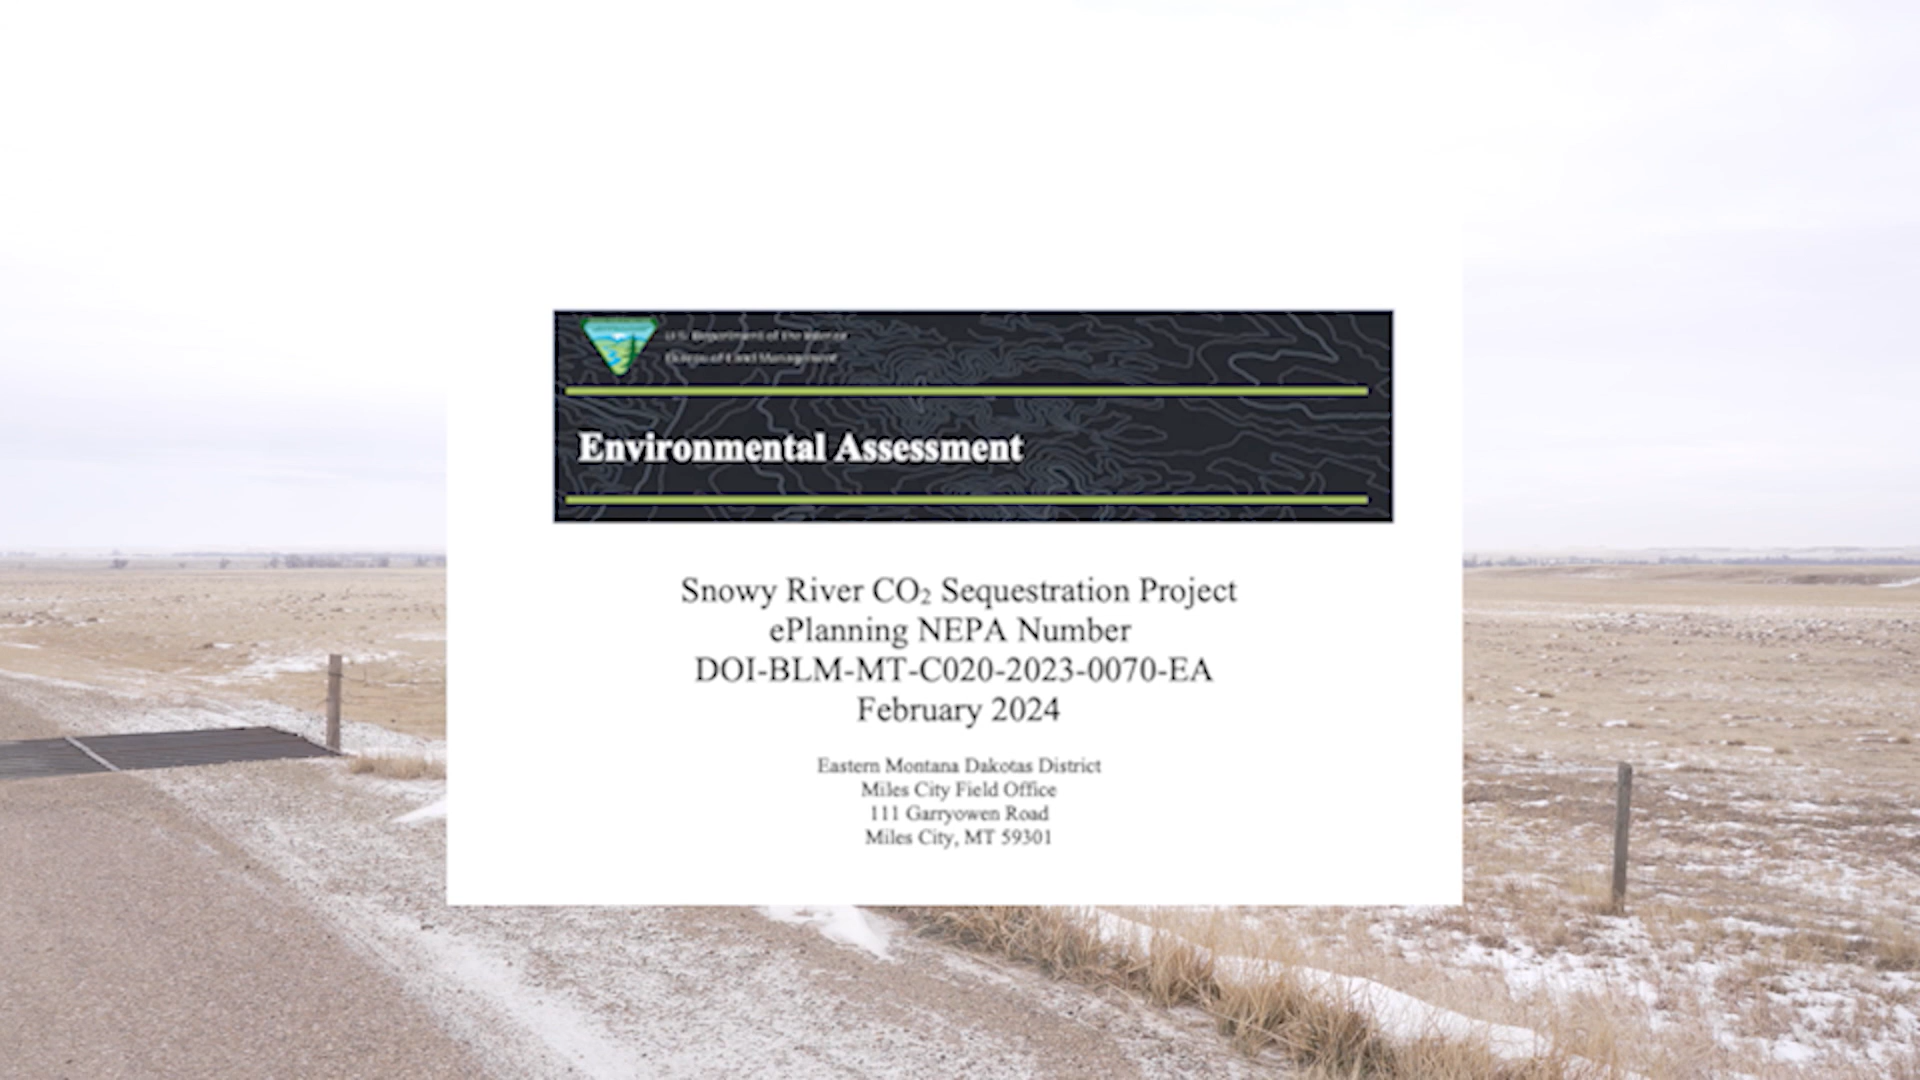 U.S. Department of the Interior
Bureau of Land Management
Environmental Assessment
Snowy River CO₂ Sequestration Project
ePlanning NEPA Number
DOI-BLM-MT-C020-2023-0070-EA
February 2024
Eastern Montana Dakotas District
Miles City Field Office
111 Garryowen Road
Miles City, MT 59301